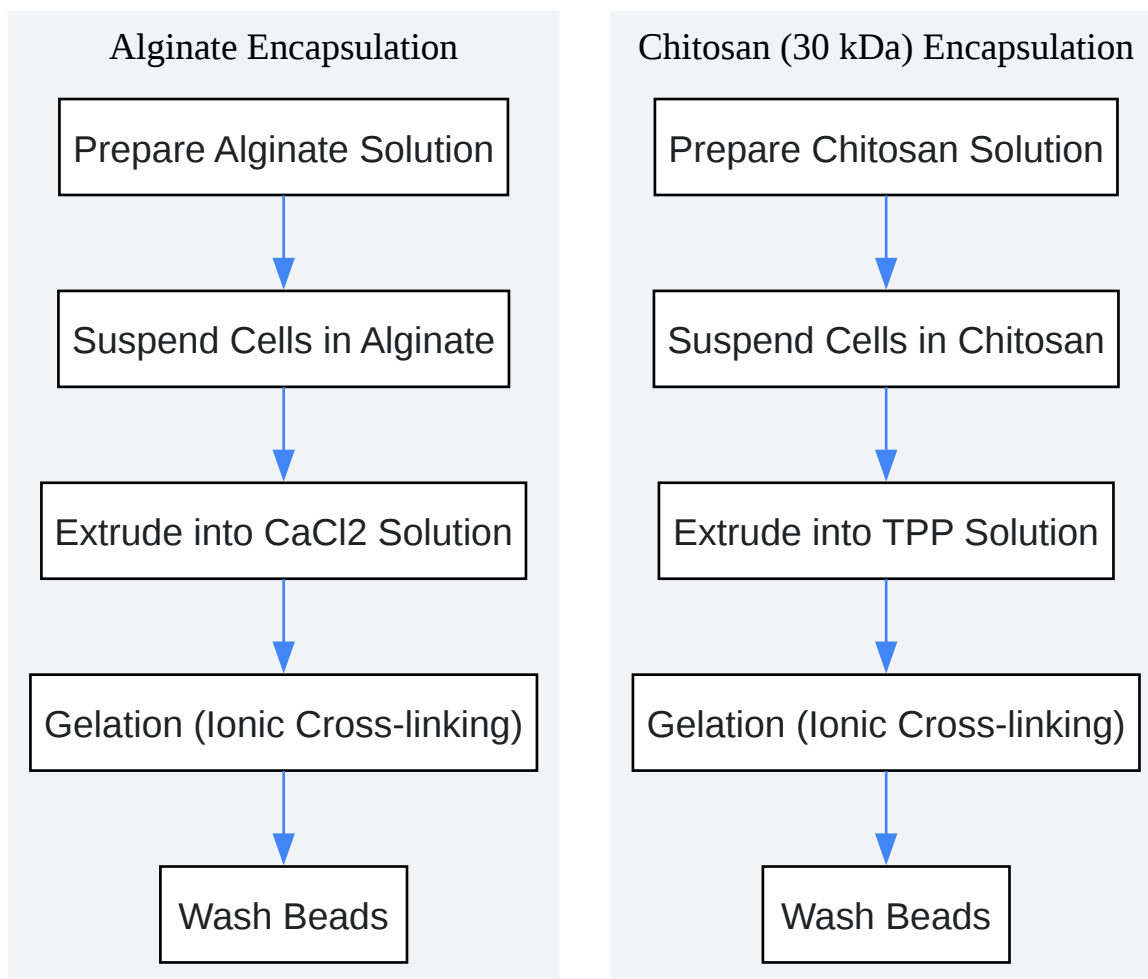 Alginate Encapsulation
Prepare Alginate Solution
Suspend Cells in Alginate
Extrude into CaCl2 Solution
Gelation (Ionic Cross-linking)
Wash Beads
Chitosan (30 kDa) Encapsulation
Prepare Chitosan Solution
Suspend Cells in Chitosan
Extrude into TPP Solution
Gelation (Ionic Cross-linking)
Wash Beads